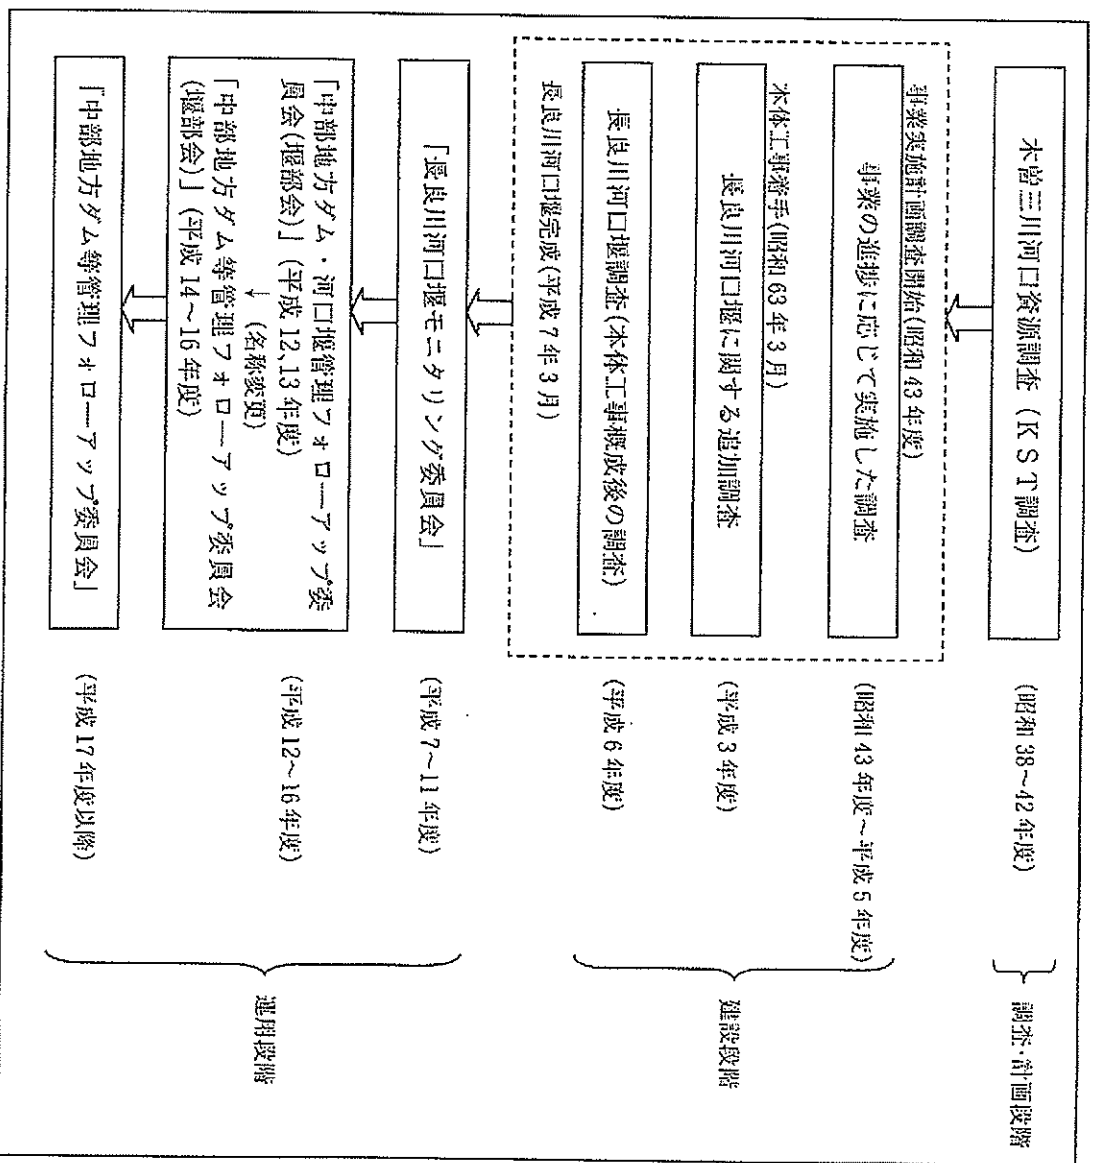 木曽三川河口資源調査(KST調査)
(昭和38~42年度)
調査・計画段階
事業実施計画調査開始(昭和43年度)
事業の進捗に応じて実施した調査
(昭和43年度~平成5年度)
本体工事着手(昭和63年3月)
長良川河口堰に関する追加調査
(平成3年度)
建設段階
長良川河口堰調査(本体工事概成後の調査)
(平成6年度)
長良川河口堰完成(平成7年3月)
「長良川河口堰モニタリング委員会」
(平成7~11年度)
「中部地方ダム・河口堰管理フォローアップ委
員会(堰部会)」(平成12,13年度)
↓ (名称変更)
「中部地方ダム等管理フォローアップ委員会
(堰部会)」(平成14~16年度)
(平成12~16年度)
運用段階
「中部地方ダム等管理フォローアップ委員会」
(平成17年度以降)